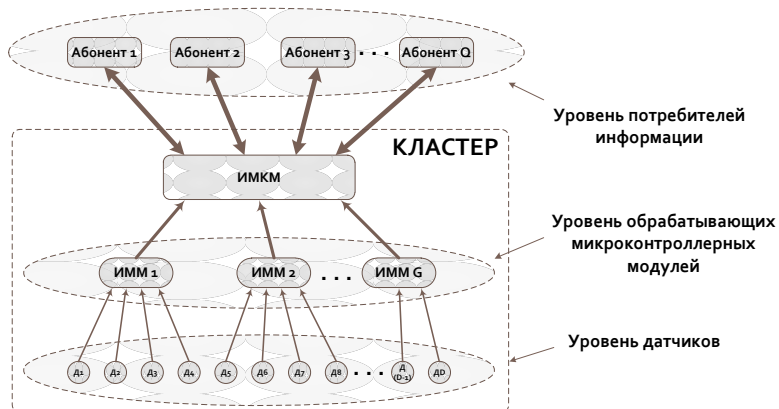 Абонент 1 Абонент 2 Абонент 3 . . . Абонент Q
Уровень потребителей
информации
КЛАСТЕР
ИМКМ
Уровень обрабатывающих
микроконтроллерных
модулей
ИММ 1 ИММ 2 . . . ИММ G
Уровень датчиков
Д1 Д2 Д3 Д4 Д5 Д6 Д7 Д8 . . . Д (D-1) ДD